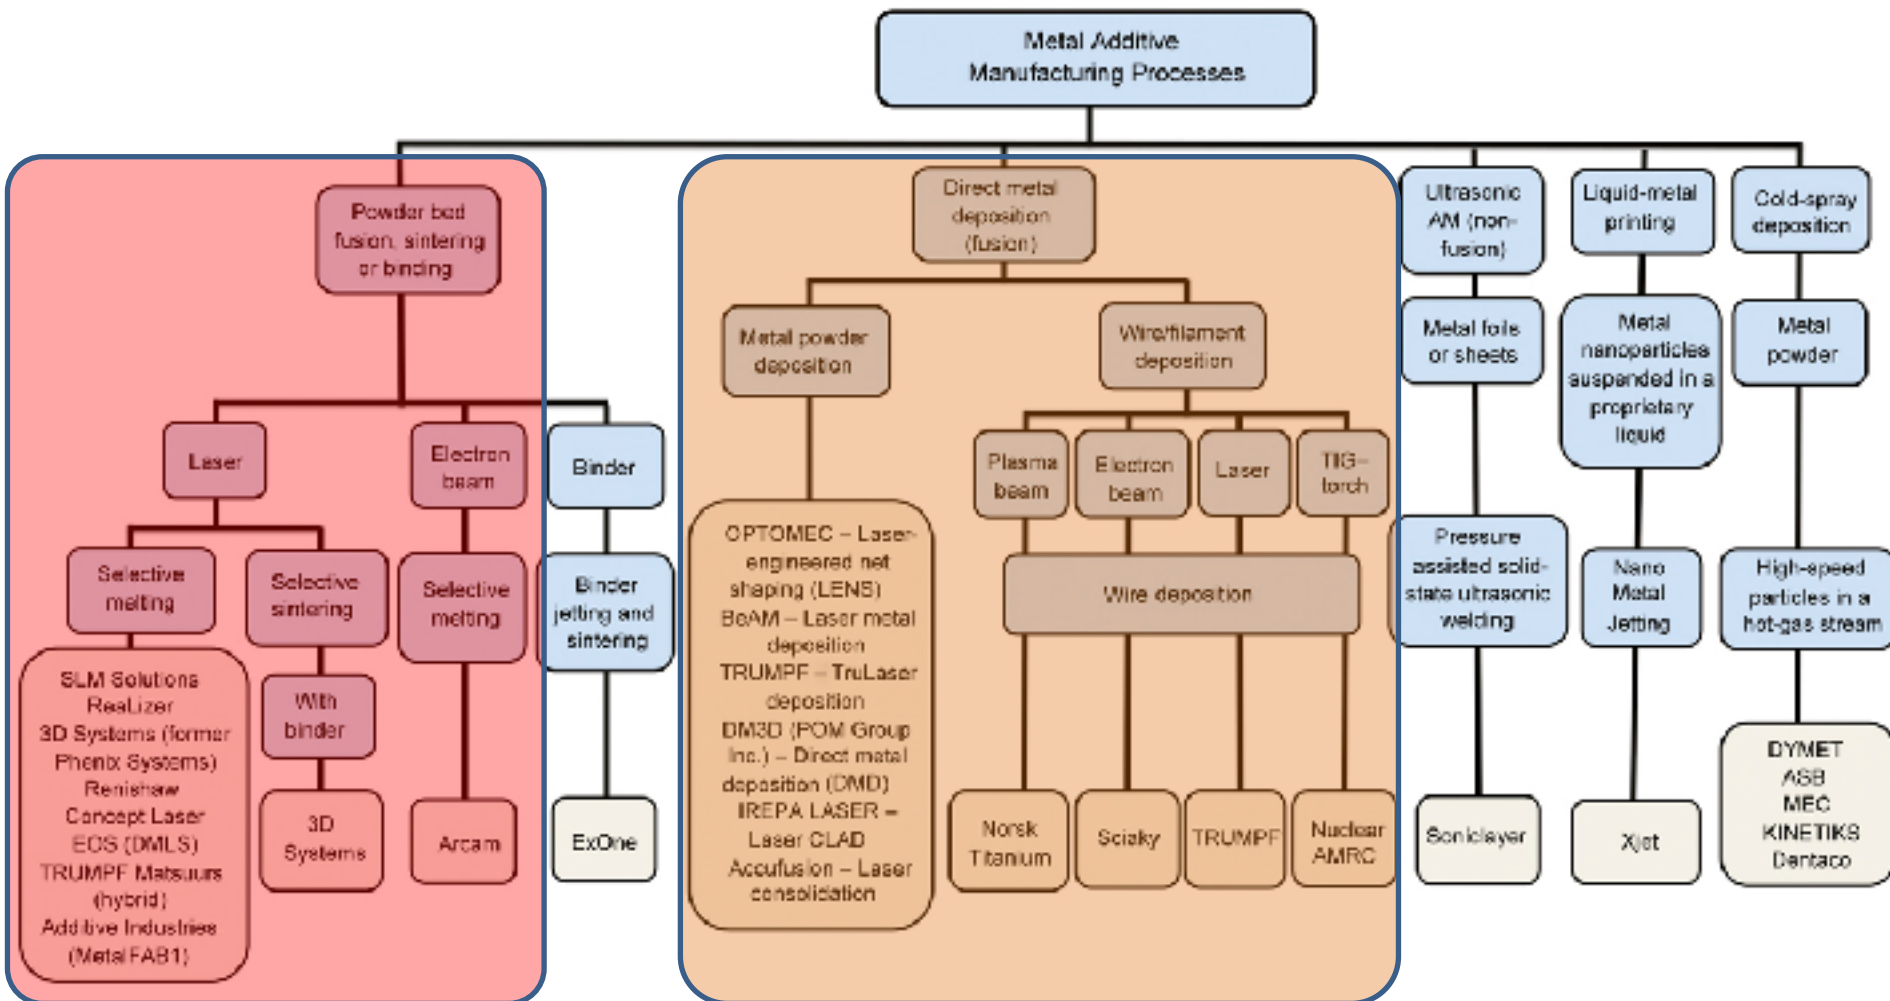 Metal Additive
Manufacturing Processes
Powder bed
fusion, sintering
or binding
Direct metal
deposition
(fusion)
Ultrasonic
AM (non-
fusion)
Liquid-metal
printing
Cold-spray
deposition
Metal powder
deposition
Wire/filament
deposition
Metal foils
or sheets
Metal
nanoparticles
suspended in a
proprietary
liquid
Metal
powder
Laser
Electron
beam
Binder
Plasma
beam
Electron
beam
Laser
TIG–
torch
Selective
melting
Selective
sintering
Selective
melting
Binder
jetting and
sintering
OPTOMEC – Laser-
engineered net
shaping (LENS)
BeAM – Laser metal
deposition
TRUMPF – TruLaser
deposition
DM3D (POM Group
Inc.) – Direct metal
deposition (DMD)
IREPA LASER –
Laser CLAD
Accufusion – Laser
consolidation
Wire deposition
Pressure
assisted solid-
state ultrasonic
welding
Nano
Metal
Jetting
High-speed
particles in a
hot-gas stream
SLM Solutions
ReaLizer
3D Systems (former
Phenix Systems)
Renishaw
Concept Laser
EOS (DMLS)
TRUMPF Matsuurs
(hybrid)
Additive Industries
(MetalFAB1)
With
binder
3D
Systems
Arcam
ExOne
Norsk
Titanium
Sciaky
TRUMPF
Nuclear
AMRC
Soniclayer
Xjet
DYMET
ASB
MEC
KINETIKS
Dentaco